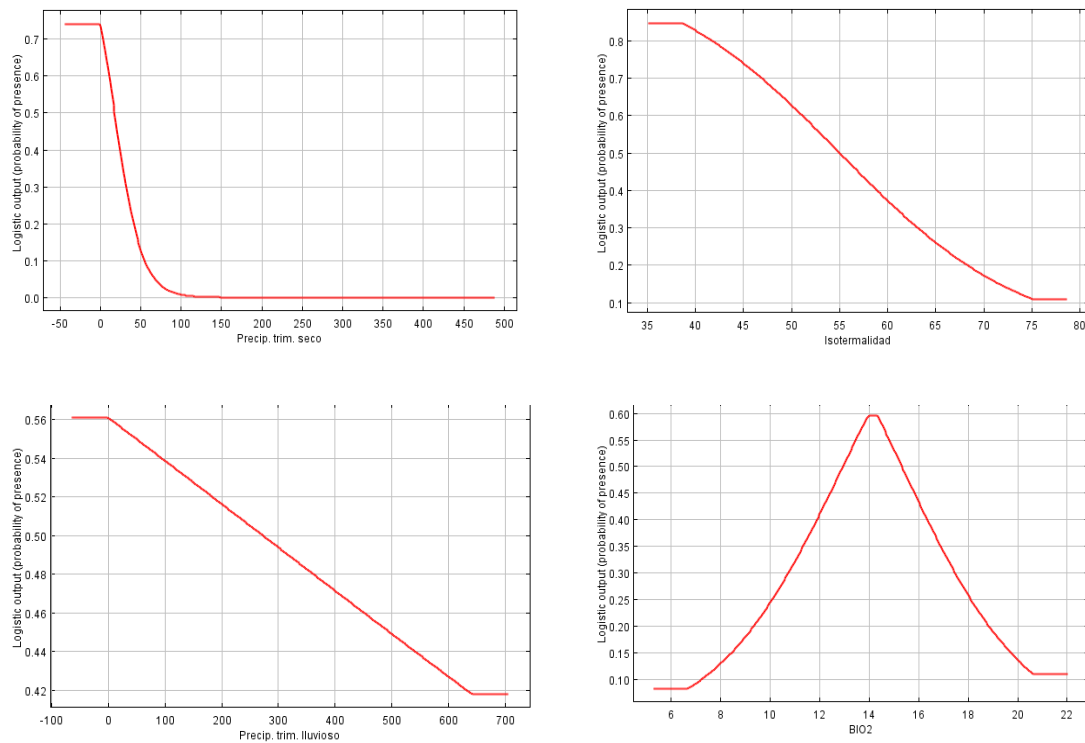 Logistic output (probability of presence)
0.7
0.6
0.5
0.4
0.3
0.2
0.1
0.0
-50 0 50 100 150 200 250 300 350 400 450 500
Precip. trim. seco
Logistic output (probability of presence)
0.8
0.7
0.6
0.5
0.4
0.3
0.2
0.1
35 40 45 50 55 60 65 70 75 80
Isotermalidad
Logistic output (probability of presence)
0.56
0.54
0.52
0.50
0.48
0.46
0.44
0.42
-100 0 100 200 300 400 500 600 700
Precip. trim. lluvioso
Logistic output (probability of presence)
0.60
0.55
0.50
0.45
0.40
0.35
0.30
0.25
0.20
0.15
0.10
6 8 10 12 14 16 18 20 22
BIO2